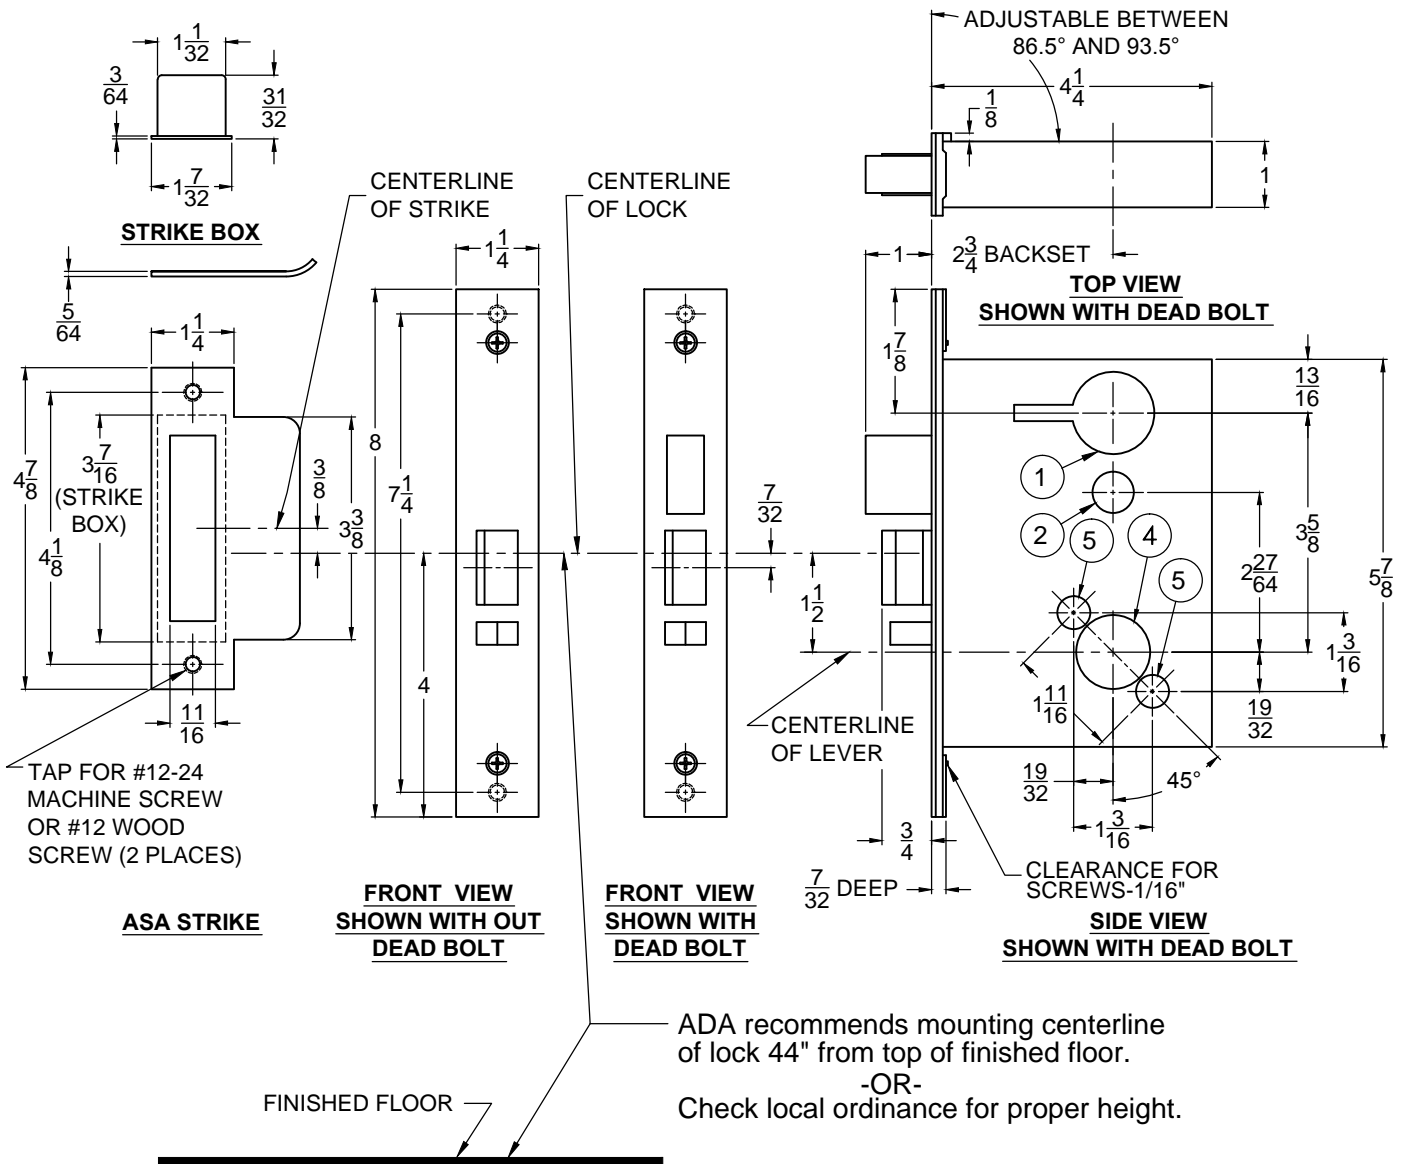 1 1/32
3/64
31/32
1 7/32
STRIKE BOX
5/64
1 1/4
4 7/8
4 1/8
3 7/16
(STRIKE
BOX)
3/8
3 3/8
11/16
TAP FOR #12-24
MACHINE SCREW
OR #12 WOOD
SCREW (2 PLACES)
ASA STRIKE
CENTERLINE
OF STRIKE
CENTERLINE
OF LOCK
1 1/4
8
7 1/4
4
FRONT VIEW
SHOWN WITH OUT
DEAD BOLT
7/32
FRONT VIEW
SHOWN WITH
DEAD BOLT
ADJUSTABLE BETWEEN
86.5° AND 93.5°
4 1/4
1/8
1
1
2 3/4 BACKSET
TOP VIEW
SHOWN WITH DEAD BOLT
1 7/8
13/16
1
2
5
4
5
3 5/8
2 27/64
5 7/8
1 1/2
1 3/16
1 11/16
19/32
CENTERLINE
OF LEVER
19/32
45°
1 3/16
3/4
7/32 DEEP
CLEARANCE FOR
SCREWS-1/16"
SIDE VIEW
SHOWN WITH DEAD BOLT
ADA recommends mounting centerline
of lock 44" from top of finished floor.
-OR-
Check local ordinance for proper height.
FINISHED FLOOR